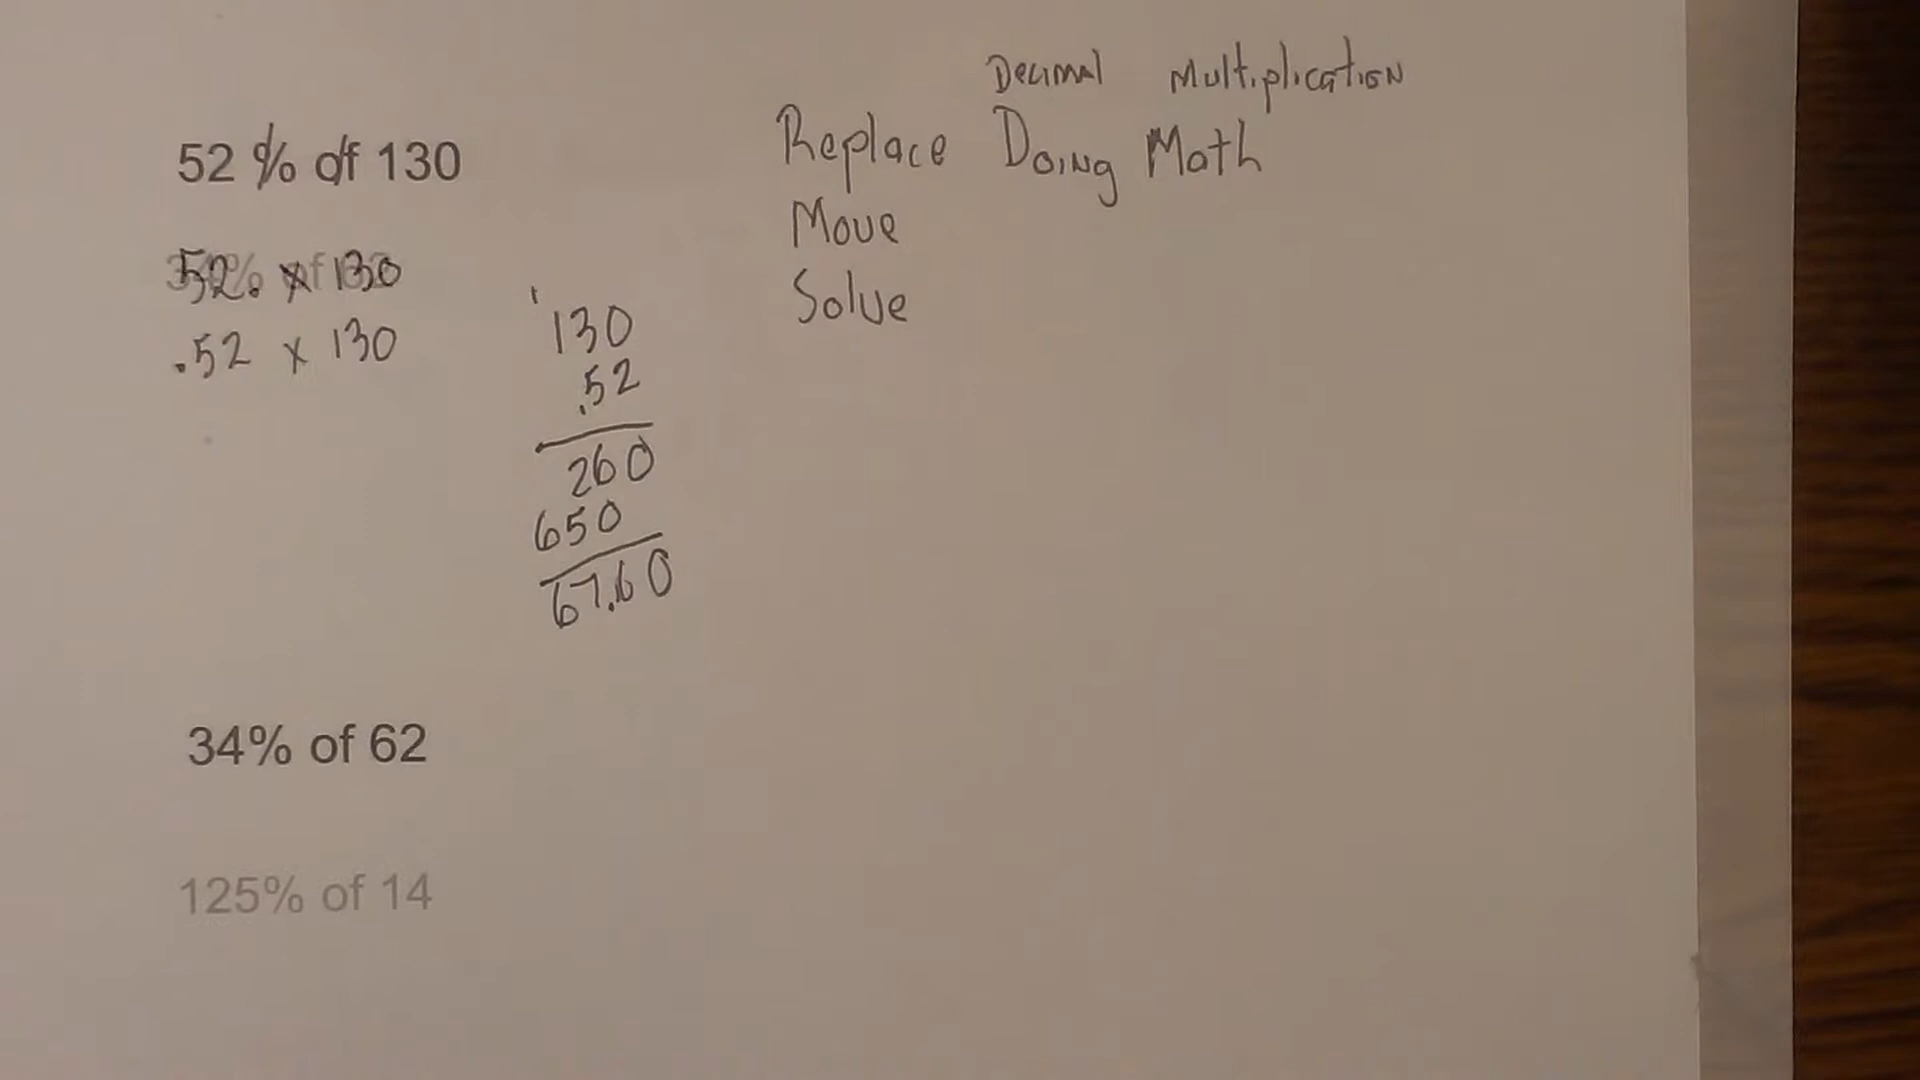 Decimal Multiplication
52 % of 130
Replace Doing Math
Move
Solve
52. x 130
.52 x 130
130
.52
260
650
67.60
34% of 62
125% of 14